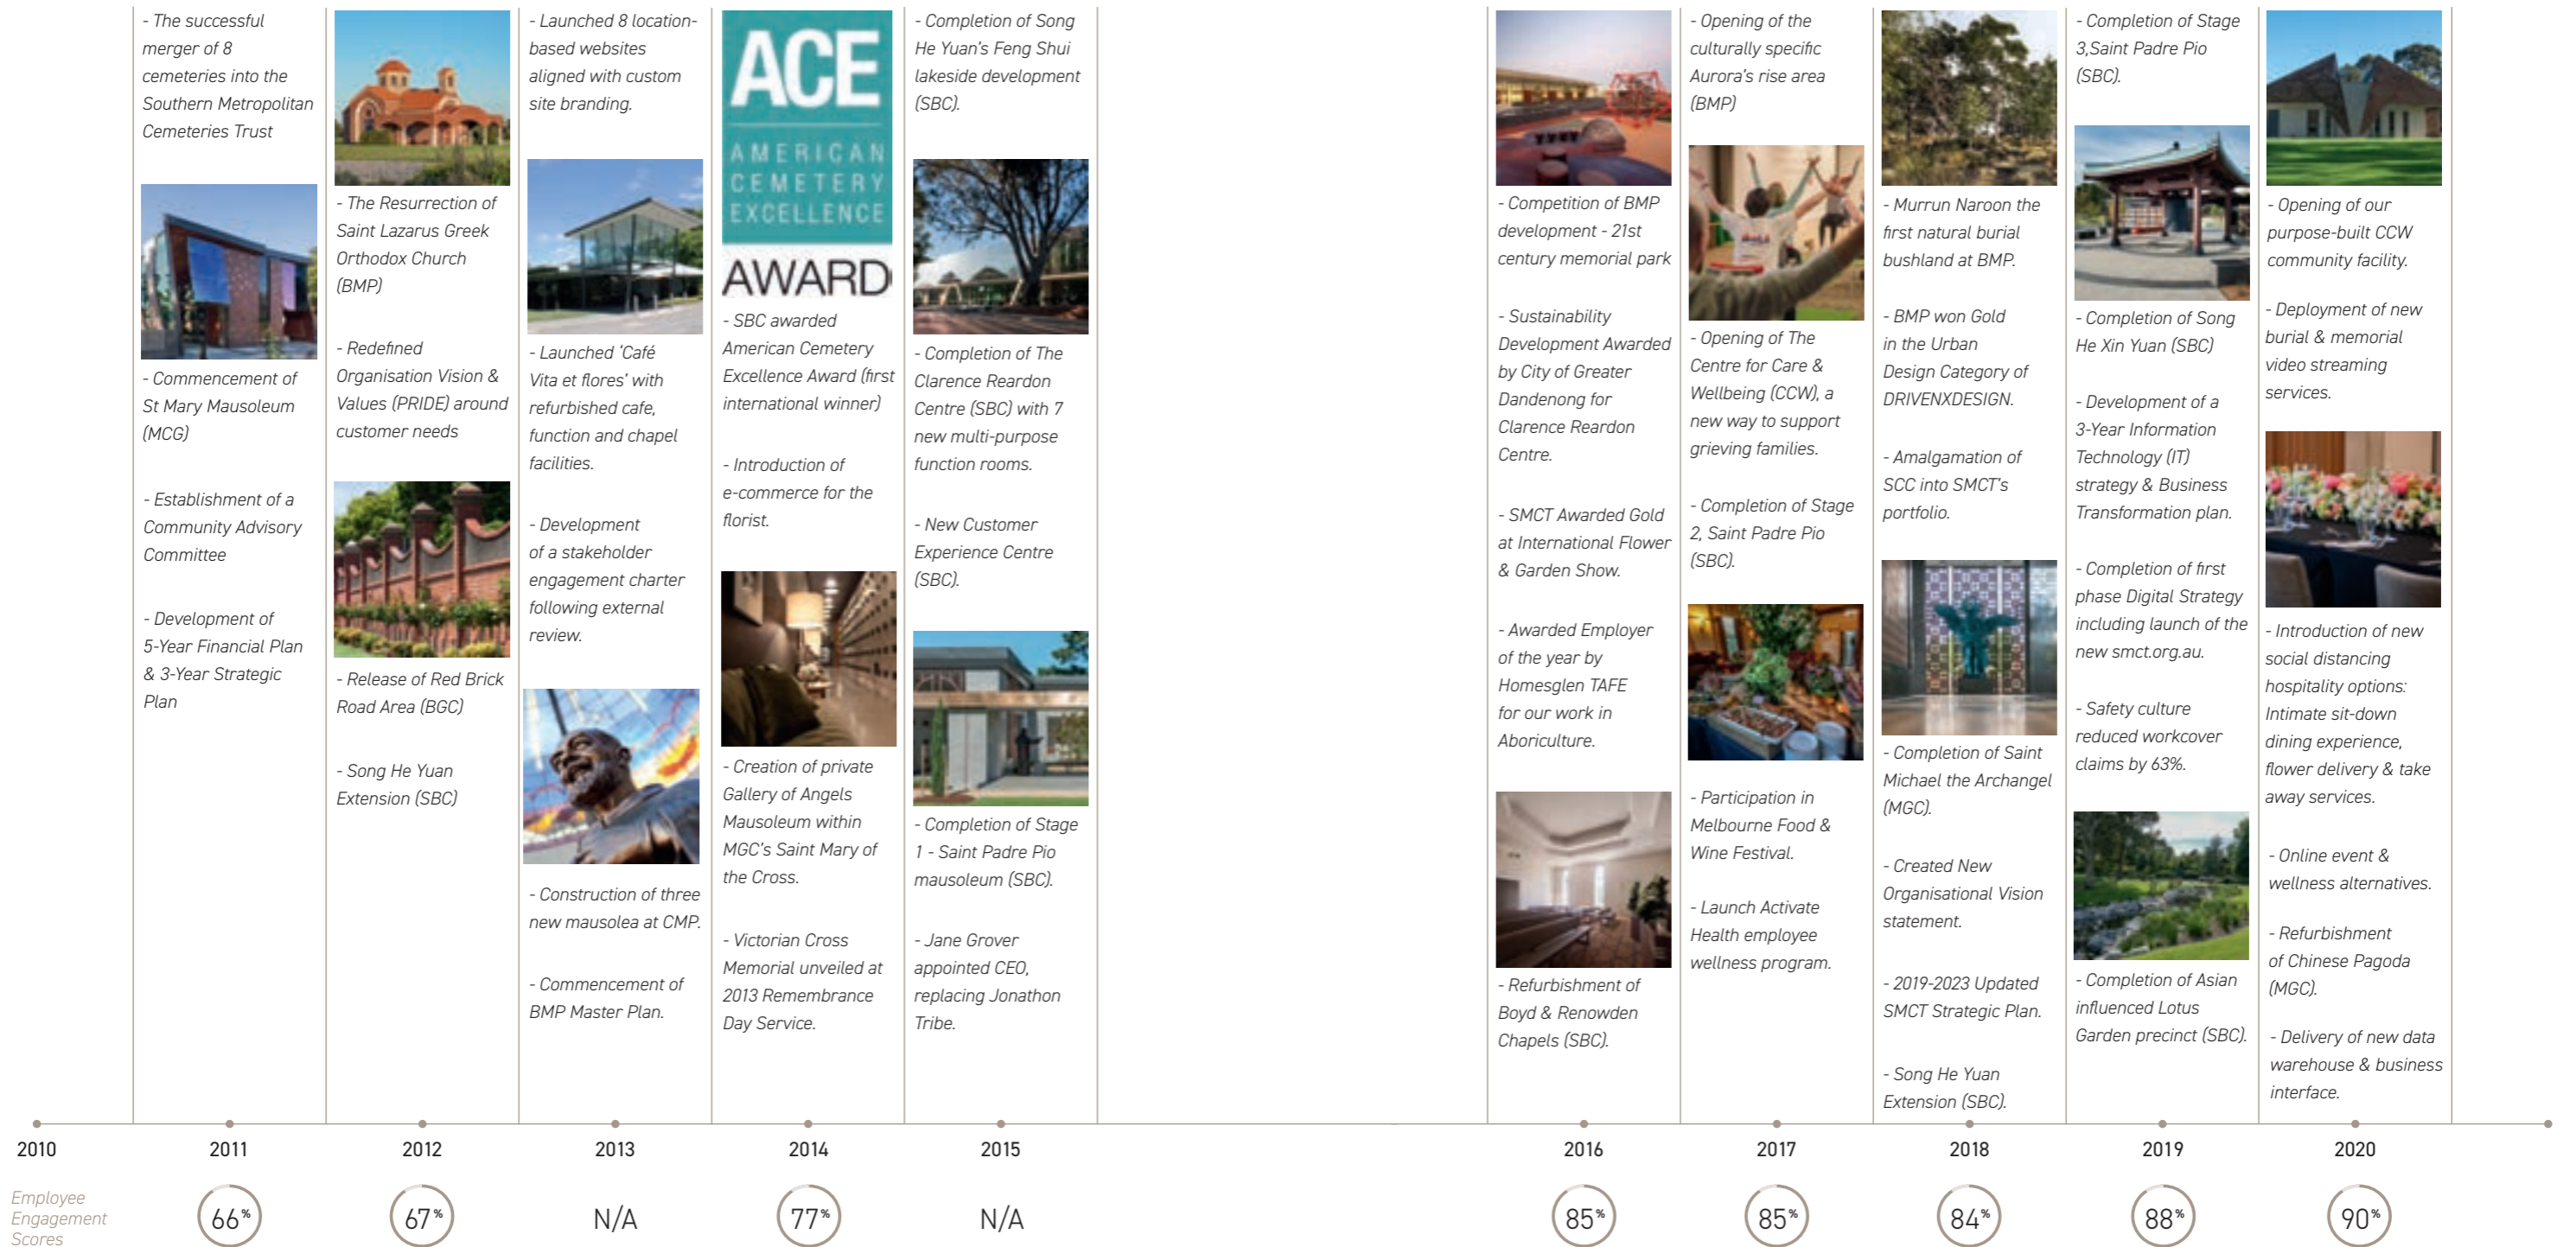 - The successful
merger of 8
cemeteries into the
Southern Metropolitan
Cemeteries Trust
- Commencement of
St Mary Mausoleum
(MCG)
- Establishment of a
Community Advisory
Committee
- Development of
5-Year Financial Plan
& 3-Year Strategic
Plan
- The Resurrection of
Saint Lazarus Greek
Orthodox Church
(BMP)
- Redefined
Organisation Vision &
Values (PRIDE) around
customer needs
- Release of Red Brick
Road Area (BGC)
- Song He Yuan
Extension (SBC)
- Launched 8 location-
based websites
aligned with custom
site branding.
- Launched ‘Café
Vita et flores’ with
refurbished cafe,
function and chapel
facilities.
- Development
of a stakeholder
engagement charter
following external
review.
- Construction of three
new mausolea at CMP.
- Commencement of
BMP Master Plan.
ACE
AMERICAN
CEMETERY
EXCELLENCE
AWARD
- SBC awarded
American Cemetery
Excellence Award (first
international winner)
- Introduction of
e-commerce for the
florist.
- Creation of private
Gallery of Angels
Mausoleum within
MGC’s Saint Mary of
the Cross.
- Victorian Cross
Memorial unveiled at
2013 Remembrance
Day Service.
- Completion of Song
He Yuan’s Feng Shui
lakeside development
(SBC).
- Completion of The
Clarence Reardon
Centre (SBC) with 7
new multi-purpose
function rooms.
- New Customer
Experience Centre
(SBC).
- Completion of Stage
1 - Saint Padre Pio
mausoleum (SBC).
- Jane Grover
appointed CEO,
replacing Jonathon
Tribe.
- Competition of BMP
development - 21st
century memorial park
- Sustainability
Development Awarded
by City of Greater
Dandenong for
Clarence Reardon
Centre.
- SMCT Awarded Gold
at International Flower
& Garden Show.
- Awarded Employer
of the year by
Homesglen TAFE
for our work in
Aboriculture.
- Refurbishment of
Boyd & Renowden
Chapels (SBC).
- Opening of the
culturally specific
Aurora’s rise area
(BMP)
- Opening of The
Centre for Care &
Wellbeing (CCW), a
new way to support
grieving families.
- Completion of Stage
2, Saint Padre Pio
(SBC).
- Participation in
Melbourne Food &
Wine Festival.
- Launch Activate
Health employee
wellness program.
- Murrun Naroon the
first natural burial
bushland at BMP.
- BMP won Gold
in the Urban
Design Category of
DRIVENXDESIGN.
- Amalgamation of
SCC into SMCT’s
portfolio.
- Completion of Saint
Michael the Archangel
(MGC).
- Created New
Organisational Vision
statement.
- 2019-2023 Updated
SMCT Strategic Plan.
- Song He Yuan
Extension (SBC).
- Completion of Stage
3,Saint Padre Pio
(SBC).
- Completion of Song
He Xin Yuan (SBC)
- Development of a
3-Year Information
Technology (IT)
strategy & Business
Transformation plan.
- Completion of first
phase Digital Strategy
including launch of the
new smct.org.au.
- Safety culture
reduced workcover
claims by 63%.
- Completion of Asian
influenced Lotus
Garden precinct (SBC).
- Opening of our
purpose-built CCW
community facility.
- Deployment of new
burial & memorial
video streaming
services.
- Introduction of new
social distancing
hospitality options:
Intimate sit-down
dining experience,
flower delivery & take
away services.
- Online event &
wellness alternatives.
- Refurbishment
of Chinese Pagoda
(MGC).
- Delivery of new data
warehouse & business
interface.
2010 2011 2012 2013 2014 2015 2016 2017 2018 2019 2020
Employee
Engagement
Scores
66% 67% N/A 77% N/A 85% 85% 84% 88% 90%